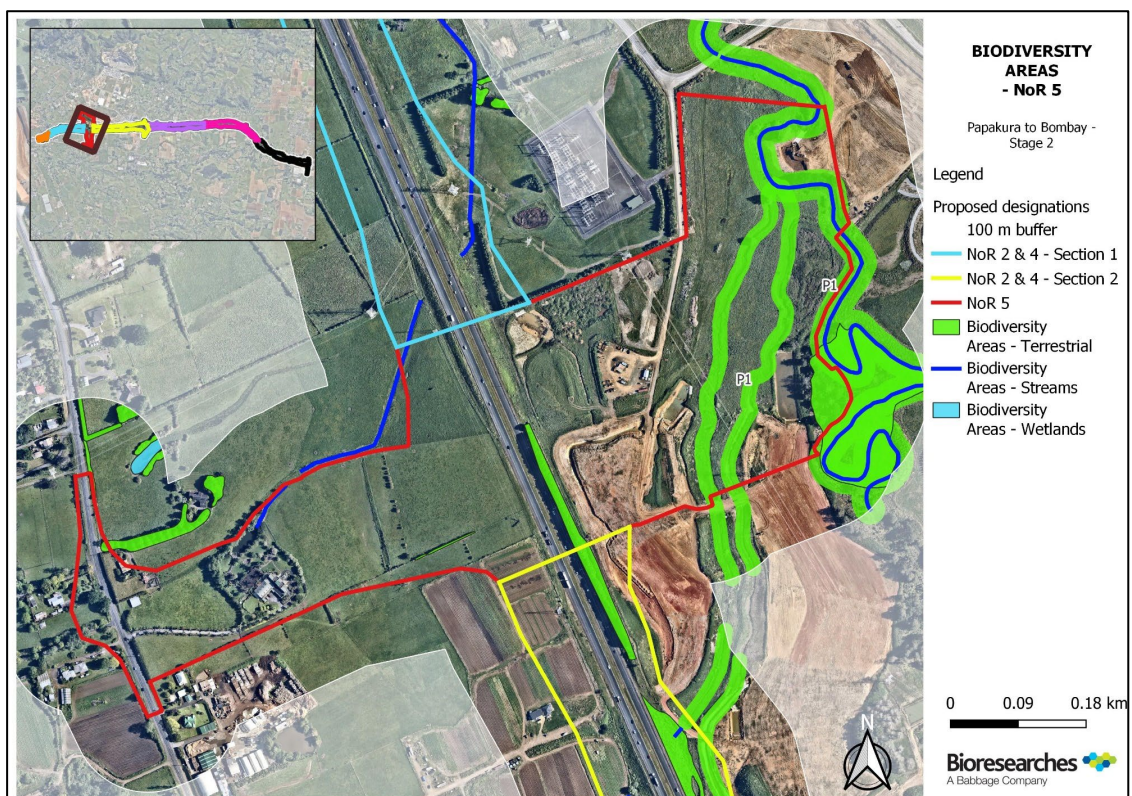 BIODIVERSITY
AREAS
- NoR 5
Papakura to Bombay -
Stage 2
Legend
Proposed designations
100 m buffer
NoR 2 & 4 - Section 1
NoR 2 & 4 - Section 2
NoR 5
Biodiversity
Areas - Terrestrial
Biodiversity
Areas - Streams
Biodiversity
Areas - Wetlands
P1
P1
0 0.09 0.18 km
N
Bioresearches
A Babbage Company